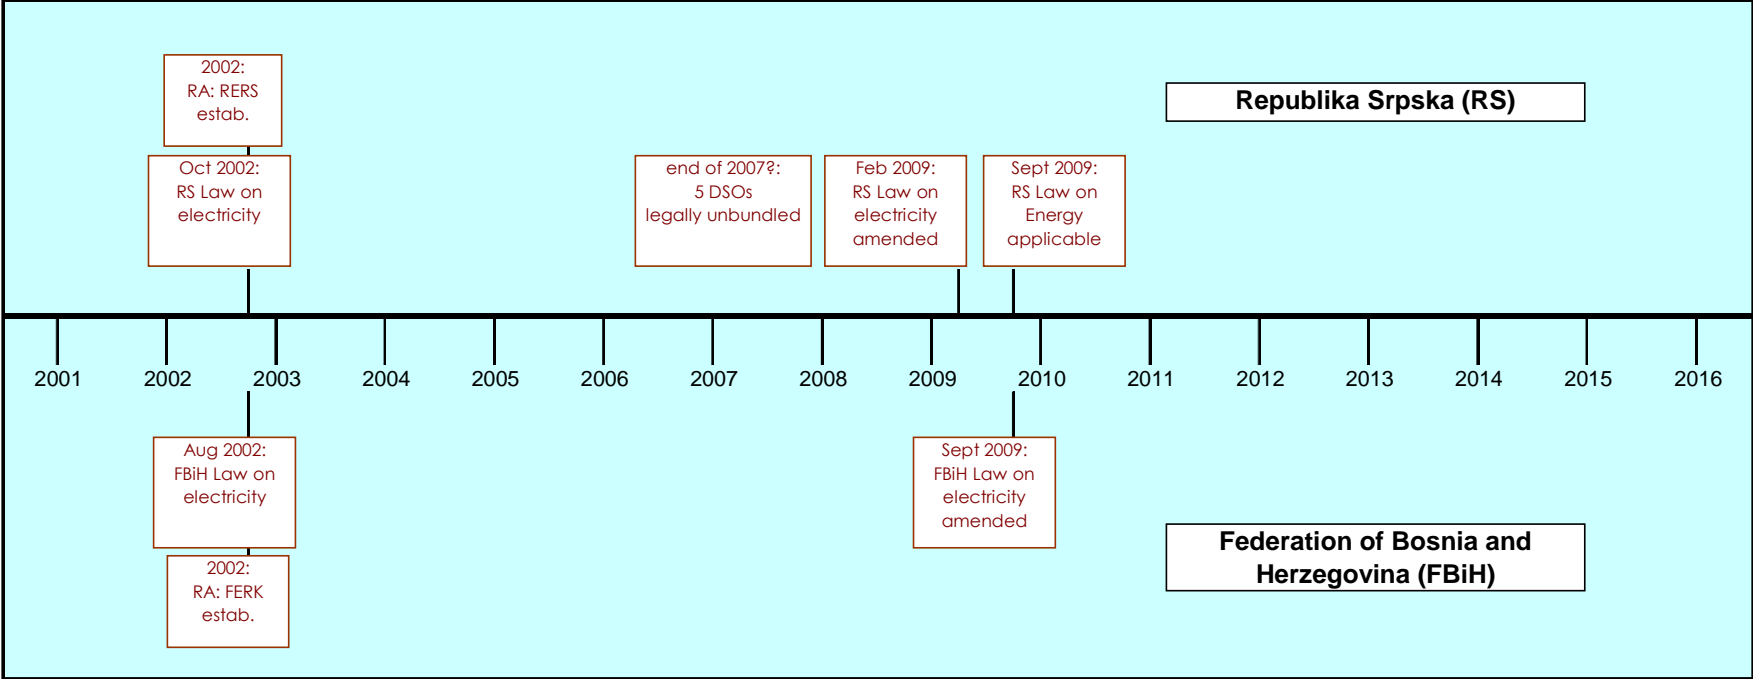 2002:
RA: RERS
estab.
Republika Srpska (RS)
Oct 2002:
RS Law on
electricity
end of 2007?:
5 DSOs
legally unbundled
Feb 2009:
RS Law on
electricity
amended
Sept 2009:
RS Law on
Energy
applicable
2001 2002 2003 2004 2005 2006 2007 2008 2009 2010 2011 2012 2013 2014 2015 2016
Aug 2002:
FBiH Law on
electricity
Sept 2009:
FBiH Law on
electricity
amended
2002:
RA: FERK
estab.
Federation of Bosnia and
Herzegovina (FBiH)